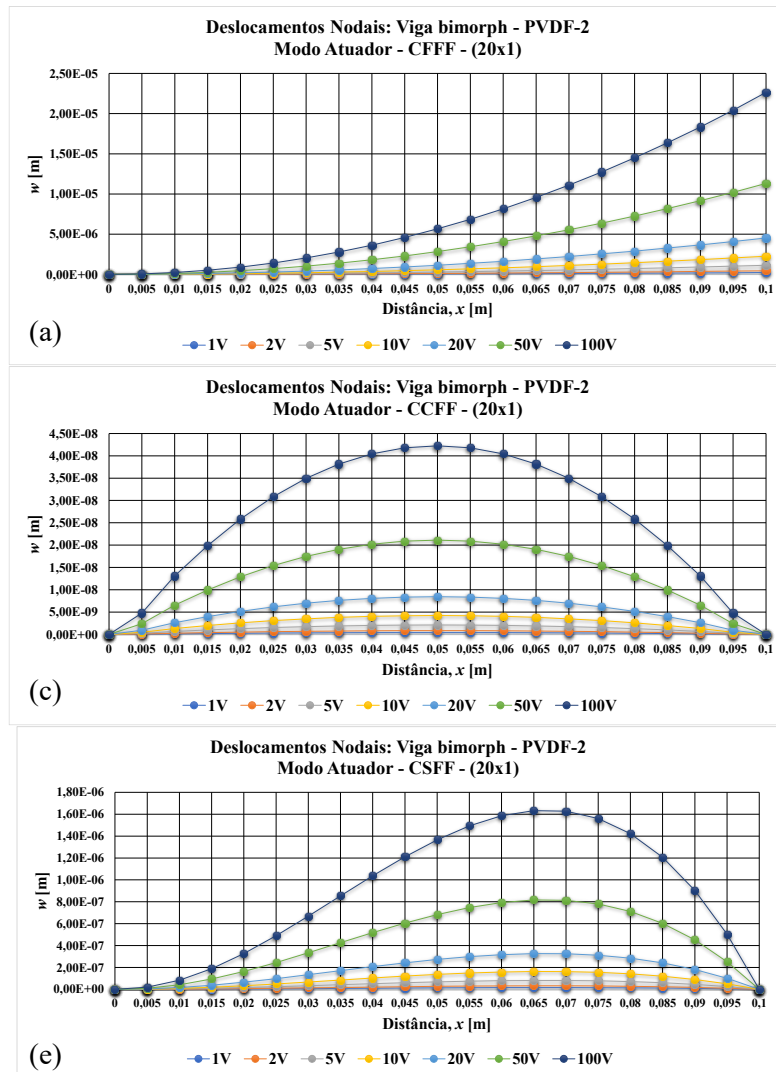 Deslocamentos Nodais: Viga bimorph - PVDF-2
Modo Atuador - CFFF - (20x1)
2,50E-05
2,00E-05
1,50E-05
1,00E-05
5,00E-06
0,00E+00
w [m]
0 0,005 0,01 0,015 0,02 0,025 0,03 0,035 0,04 0,045 0,05 0,055 0,06 0,065 0,07 0,075 0,08 0,085 0,09 0,095 0,1
Distância, x [m]
(a)
1V 2V 5V 10V 20V 50V 100V
Deslocamentos Nodais: Viga bimorph - PVDF-2
Modo Atuador - CCFF - (20x1)
4,50E-08
4,00E-08
3,50E-08
3,00E-08
2,50E-08
2,00E-08
1,50E-08
1,00E-08
5,00E-09
0,00E+00
w [m]
0 0,005 0,01 0,015 0,02 0,025 0,03 0,035 0,04 0,045 0,05 0,055 0,06 0,065 0,07 0,075 0,08 0,085 0,09 0,095 0,1
Distância, x [m]
(c)
1V 2V 5V 10V 20V 50V 100V
Deslocamentos Nodais: Viga bimorph - PVDF-2
Modo Atuador - CSFF - (20x1)
1,80E-06
1,60E-06
1,40E-06
1,20E-06
1,00E-06
8,00E-07
6,00E-07
4,00E-07
2,00E-07
0,00E+00
w [m]
0 0,005 0,01 0,015 0,02 0,025 0,03 0,035 0,04 0,045 0,05 0,055 0,06 0,065 0,07 0,075 0,08 0,085 0,09 0,095 0,1
Distância, x [m]
(e)
1V 2V 5V 10V 20V 50V 100V